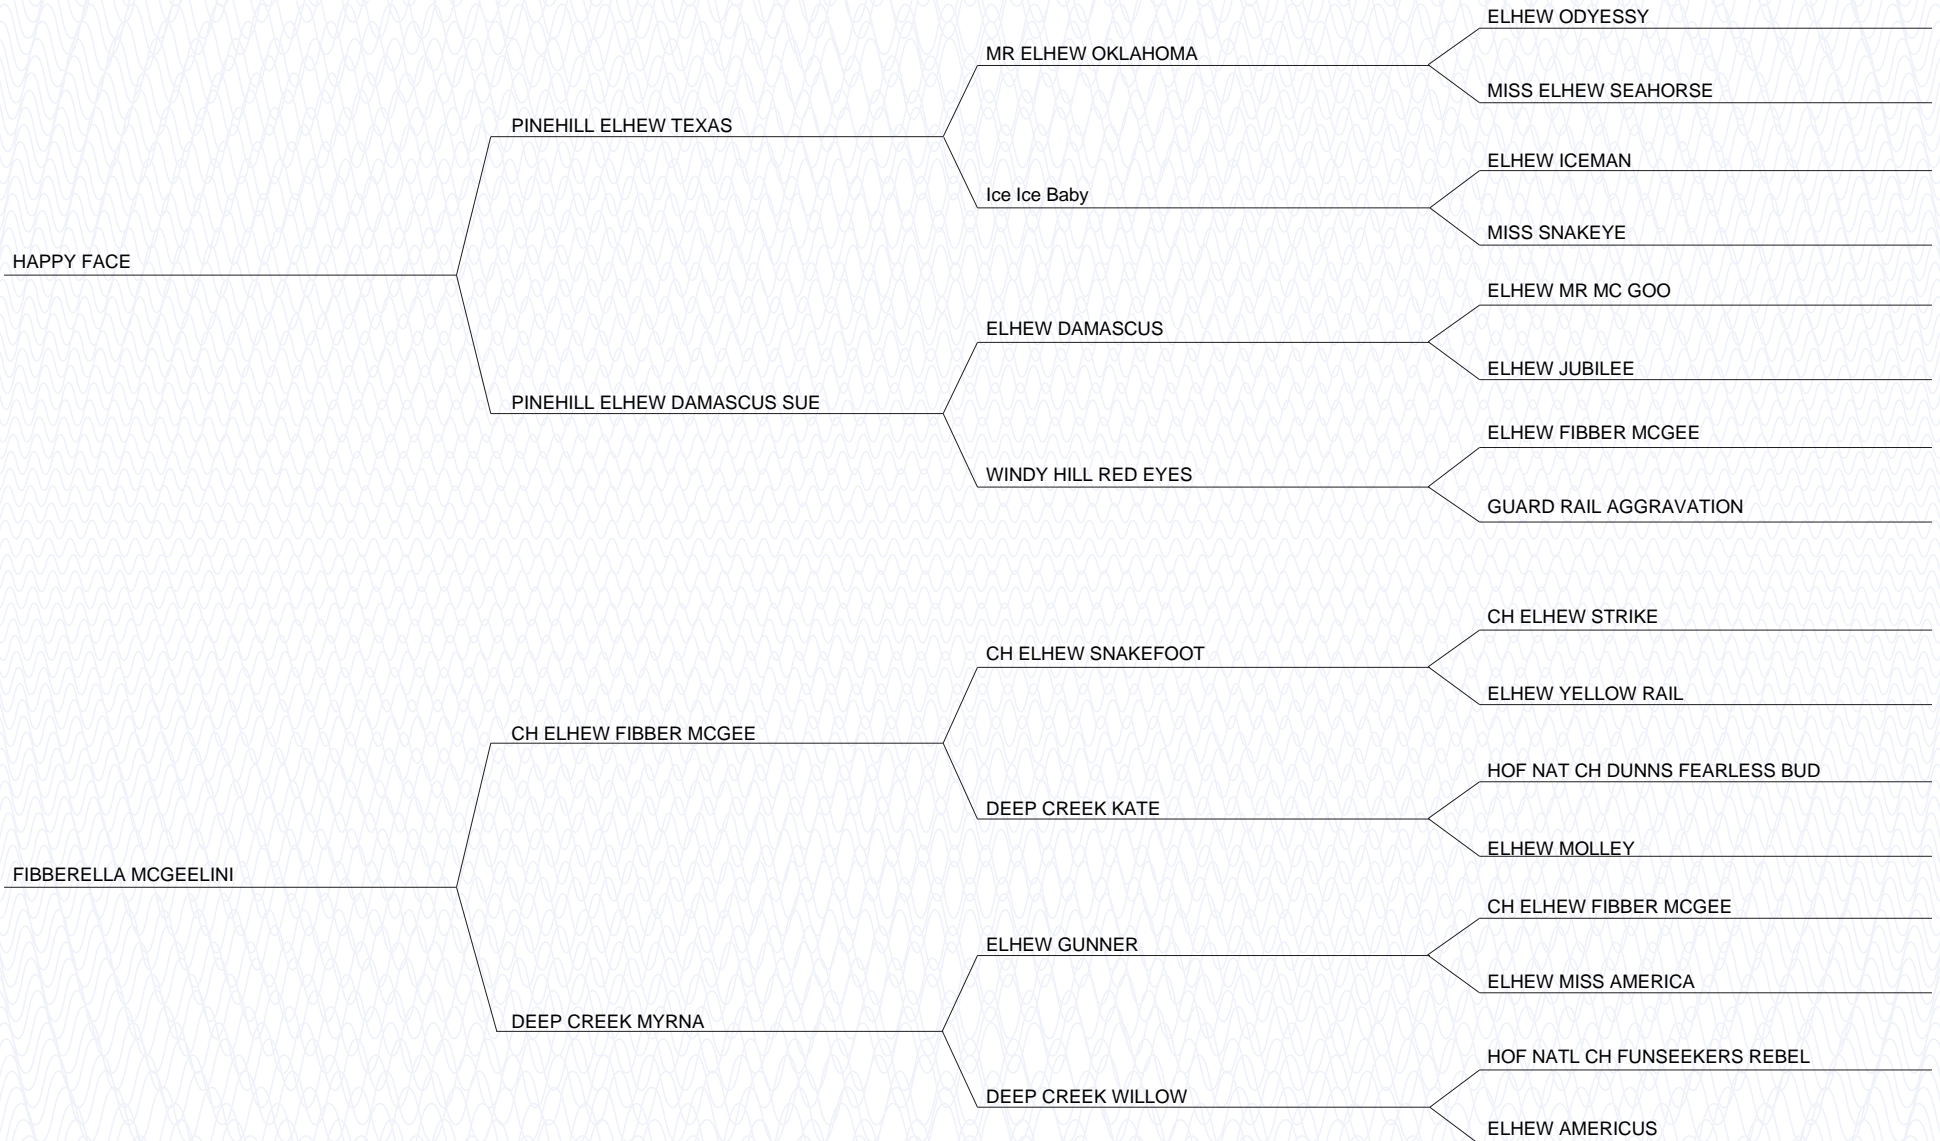 ELHEW ODYESSY
MR ELHEW OKLAHOMA
MISS ELHEW SEAHORSE
PINEHILL ELHEW TEXAS
ELHEW ICEMAN
Ice Ice Baby
MISS SNAKEYE
HAPPY FACE
ELHEW MR MC GOO
ELHEW DAMASCUS
ELHEW JUBILEE
PINEHILL ELHEW DAMASCUS SUE
ELHEW FIBBER MCGEE
WINDY HILL RED EYES
GUARD RAIL AGGRAVATION
CH ELHEW STRIKE
CH ELHEW SNAKEFOOT
ELHEW YELLOW RAIL
CH ELHEW FIBBER MCGEE
HOF NAT CH DUNNS FEARLESS BUD
DEEP CREEK KATE
ELHEW MOLLEY
FIBBERELLA MCGEELINI
CH ELHEW FIBBER MCGEE
ELHEW GUNNER
ELHEW MISS AMERICA
DEEP CREEK MYRNA
HOF NATL CH FUNSEEKERS REBEL
DEEP CREEK WILLOW
ELHEW AMERICUS